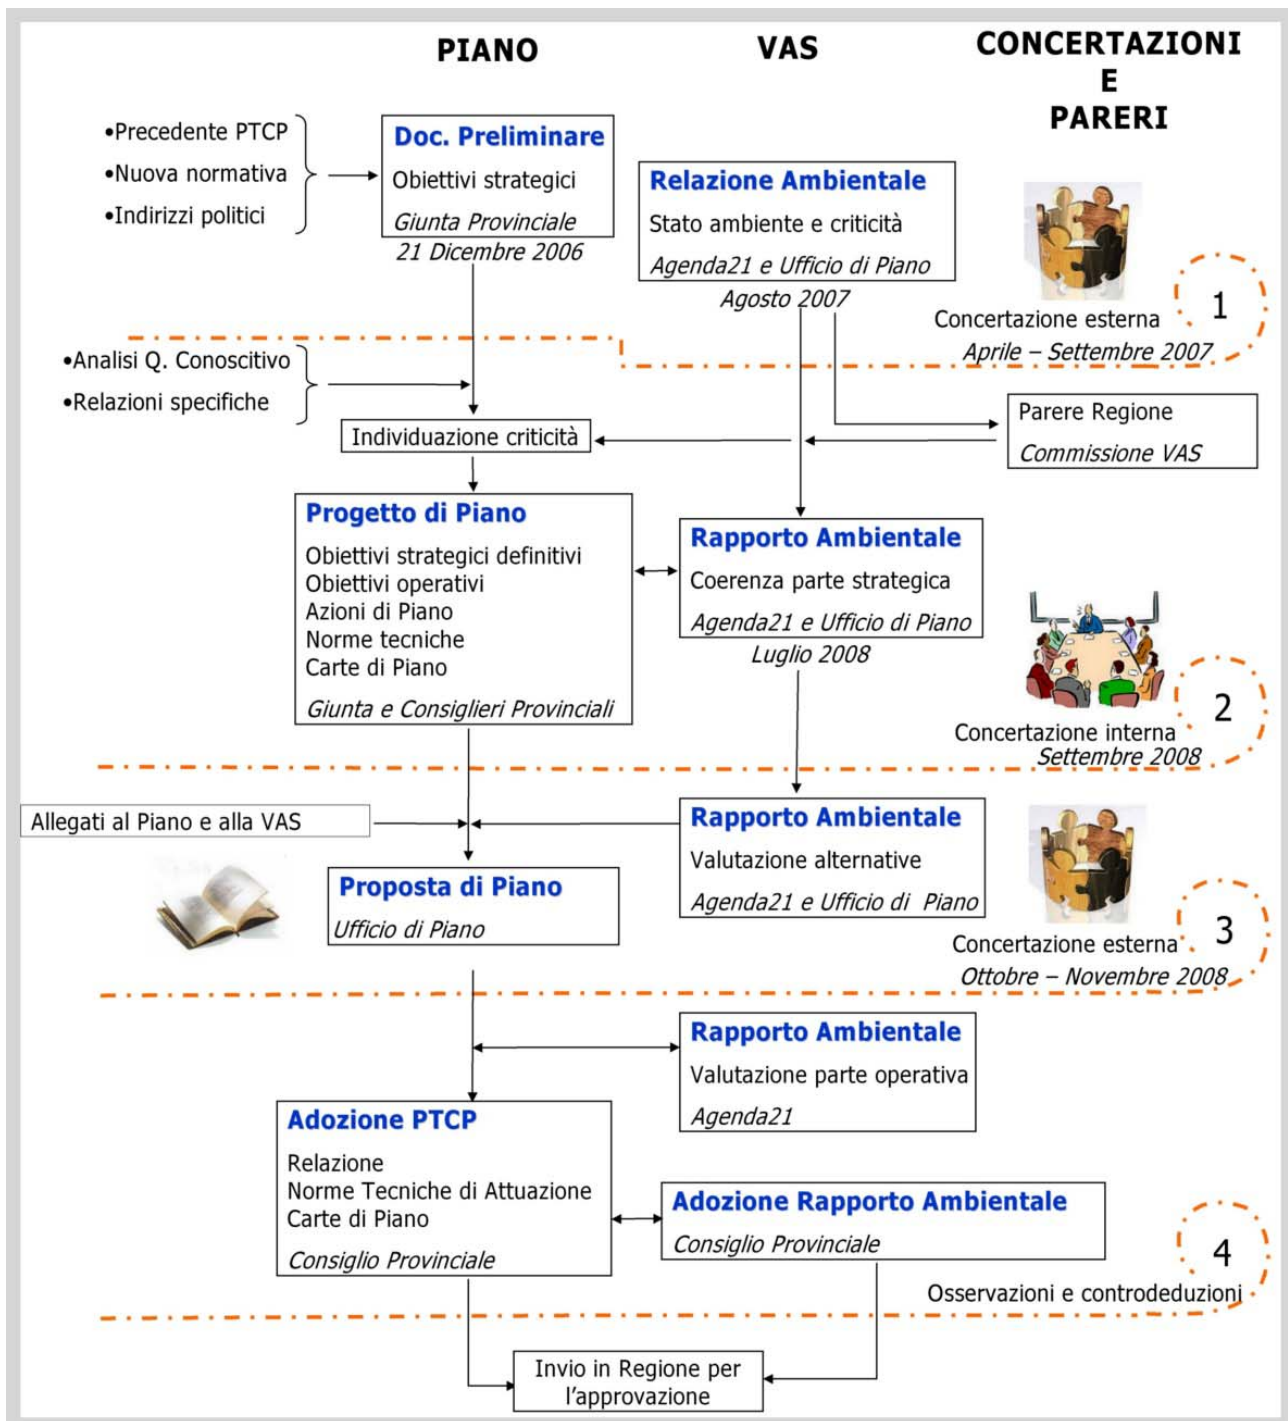 PIANO
VAS
CONCERTAZIONI
E
PARERI
•Precedente PTCP
•Nuova normativa
•Indirizzi politici
Doc. Preliminare
Obiettivi strategici
Giunta Provinciale
21 Dicembre 2006
Relazione Ambientale
Stato ambiente e criticità
Agenda21 e Ufficio di Piano
Agosto 2007
1
Concertazione esterna
Aprile – Settembre 2007
•Analisi Q. Conoscitivo
•Relazioni specifiche
Individuazione criticità
Parere Regione
Commissione VAS
Progetto di Piano
Obiettivi strategici definitivi
Obiettivi operativi
Azioni di Piano
Norme tecniche
Carte di Piano
Giunta e Consiglieri Provinciali
Rapporto Ambientale
Coerenza parte strategica
Agenda21 e Ufficio di Piano
Luglio 2008
2
Concertazione interna
Settembre 2008
Allegati al Piano e alla VAS
Proposta di Piano
Ufficio di Piano
Rapporto Ambientale
Valutazione alternative
Agenda21 e Ufficio di  Piano
3
Concertazione esterna
Ottobre – Novembre 2008
Rapporto Ambientale
Valutazione parte operativa
Agenda21
Adozione PTCP
Relazione
Norme Tecniche di Attuazione
Carte di Piano
Consiglio Provinciale
Adozione Rapporto Ambientale
Consiglio Provinciale
4
Osservazioni e controdeduzioni
Invio in Regione per
l'approvazione